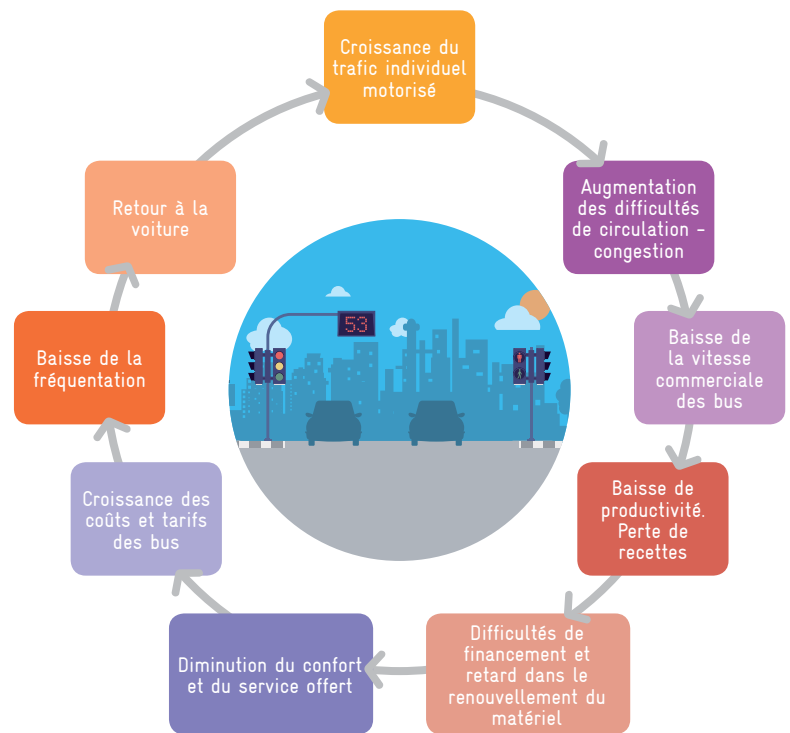 Croissance du
trafic individuel
motorisé
Augmentation
des difficultés
de circulation -
congestion
Baisse de
la vitesse
commerciale
des bus
Baisse de
productivité.
Perte de
recettes
Difficultés de
financement et
retard dans le
renouvellement du
matériel
Diminution du confort
et du service offert
Croissance des
coûts et tarifs
des bus
Baisse de la
fréquentation
Retour à la
voiture
53